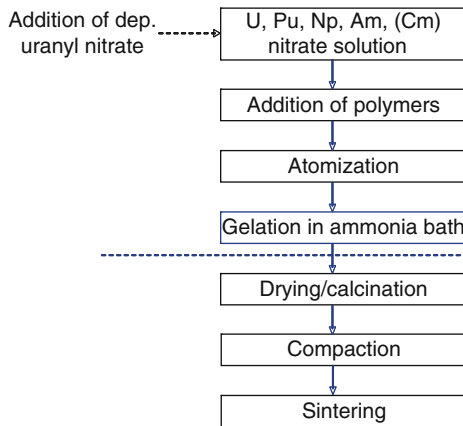 Addition of dep.
uranyl nitrate
U, Pu, Np, Am, (Cm)
nitrate solution
Addition of polymers
Atomization
Gelation in ammonia bath
Drying/calcination
Compaction
Sintering